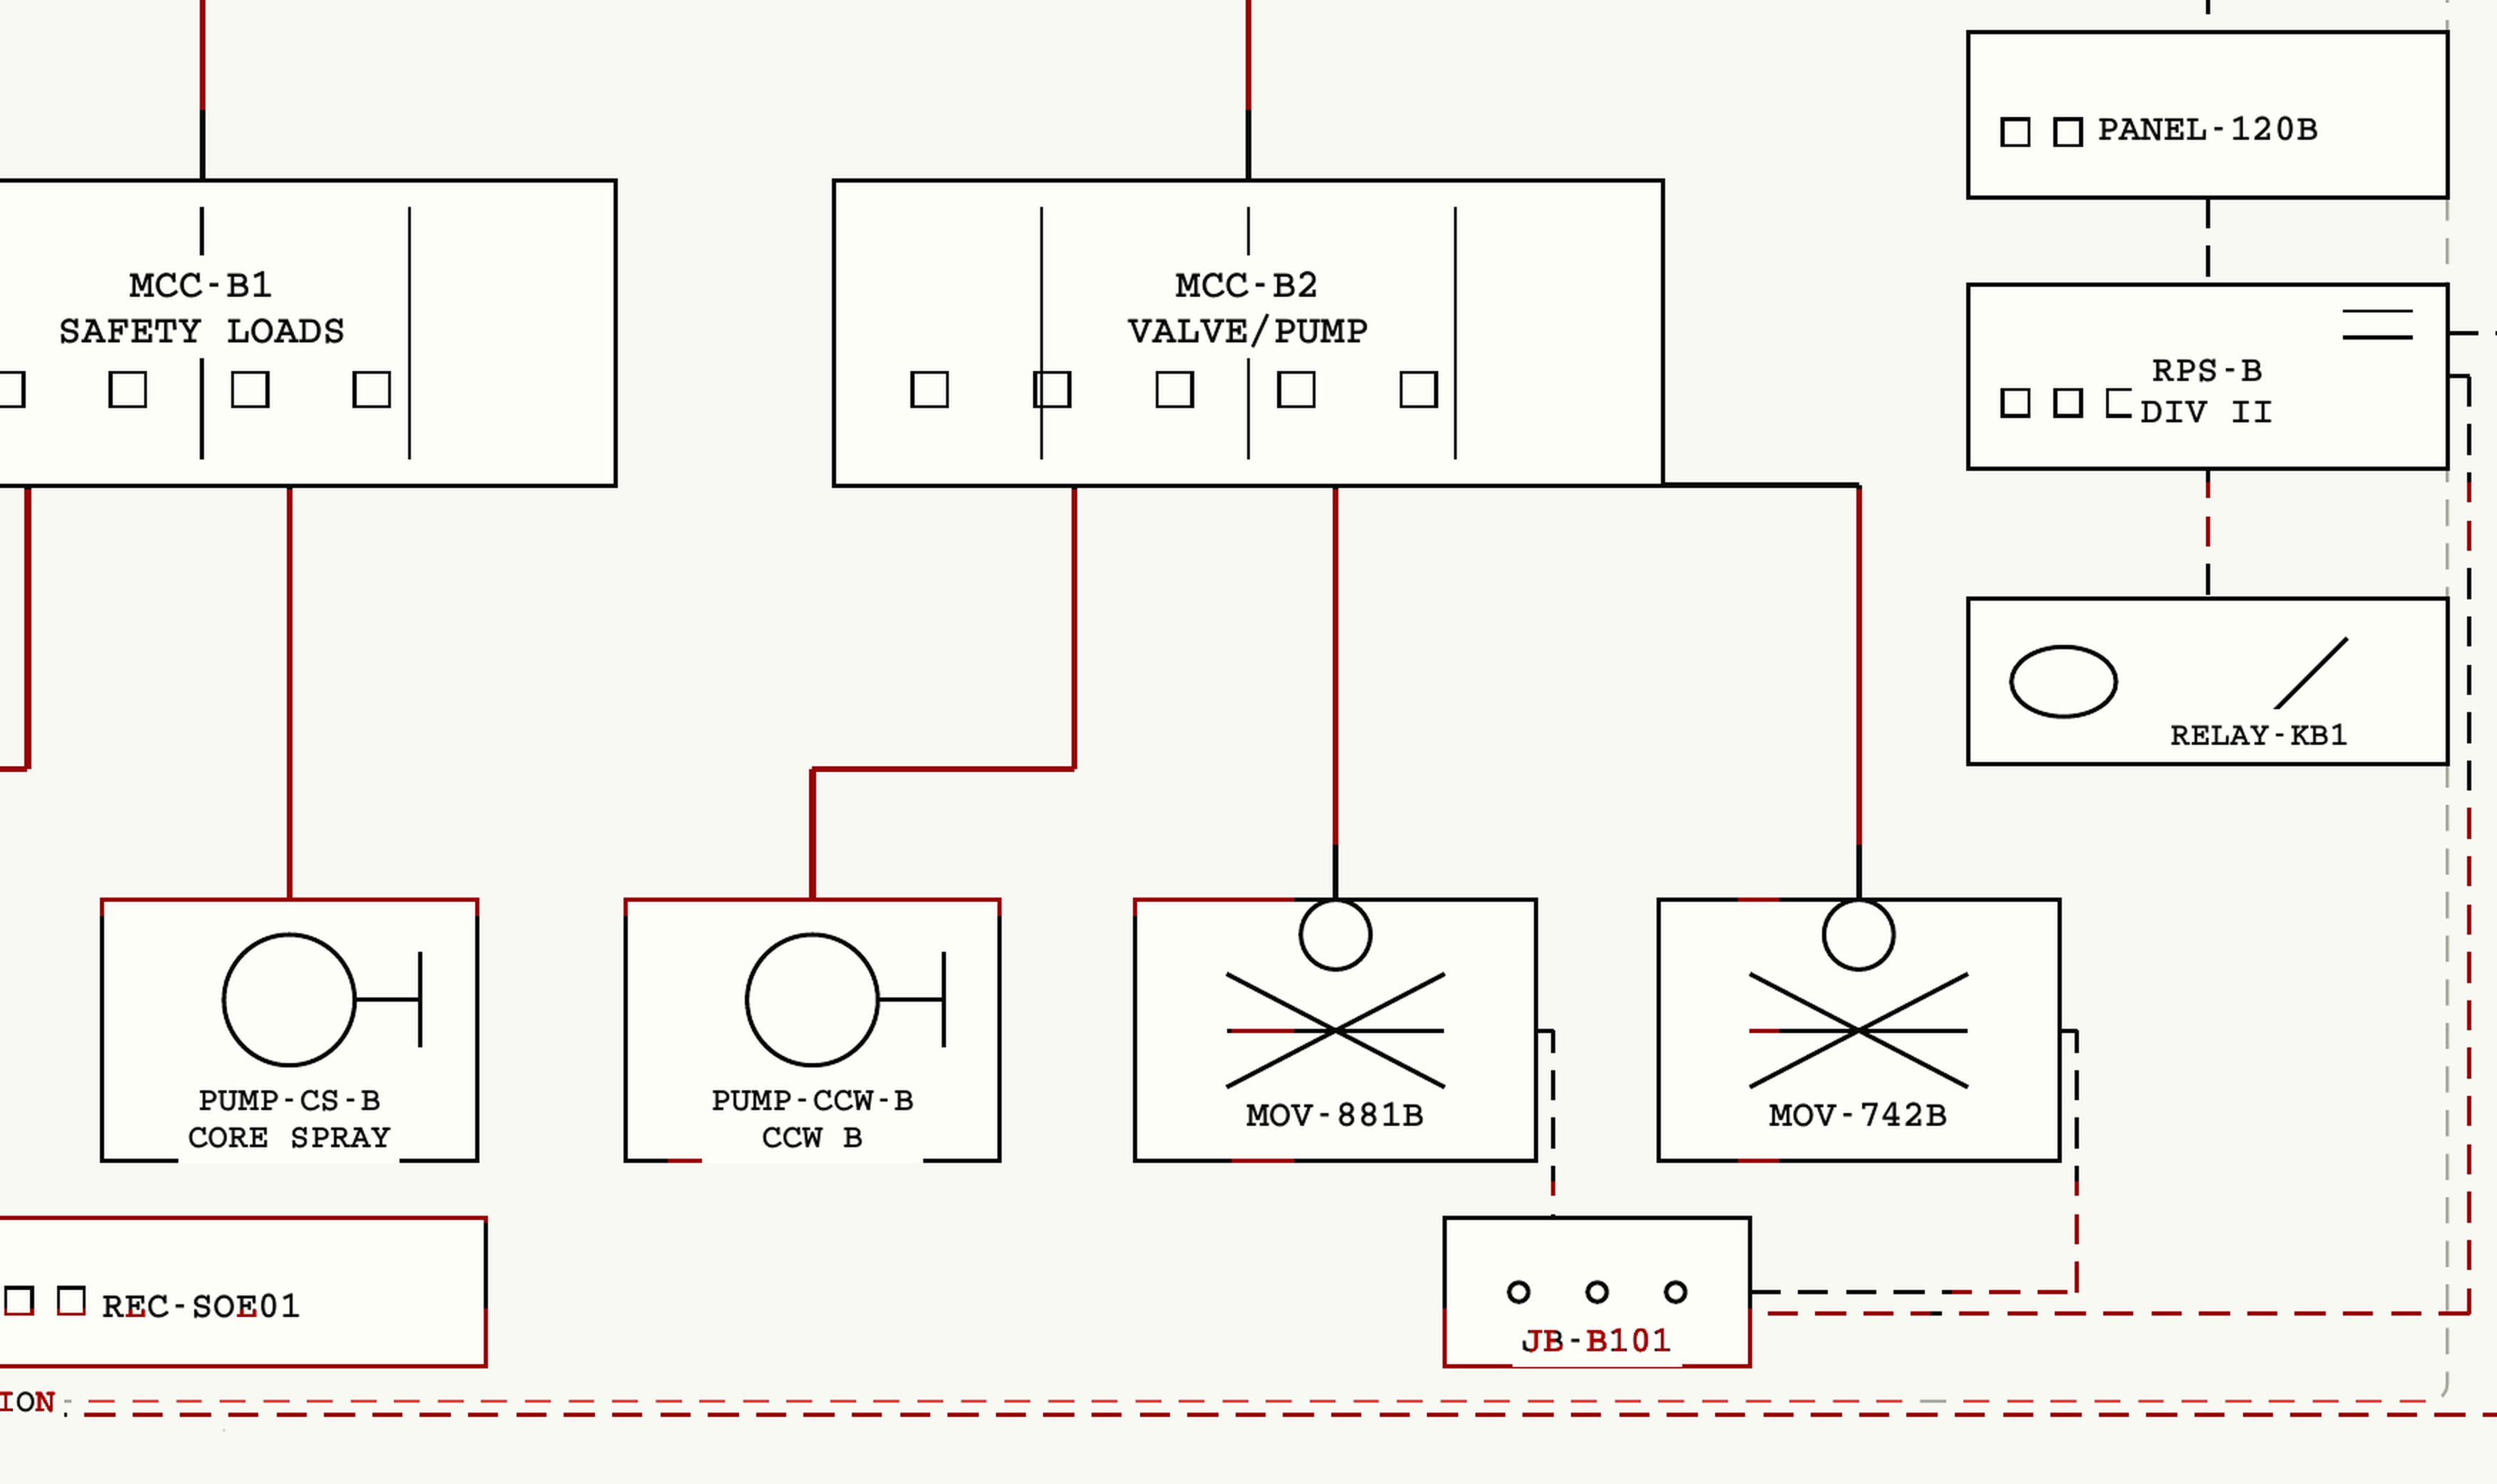 PANEL-120B
MCC-B1
SAFETY LOADS
MCC-B2
VALVE/PUMP
RPS-B
DIV II
RELAY-KB1
PUMP-CS-B
CORE SPRAY
PUMP-CCW-B
CCW B
MOV-881B
MOV-742B
REC-SOE01
JB-B101
ION